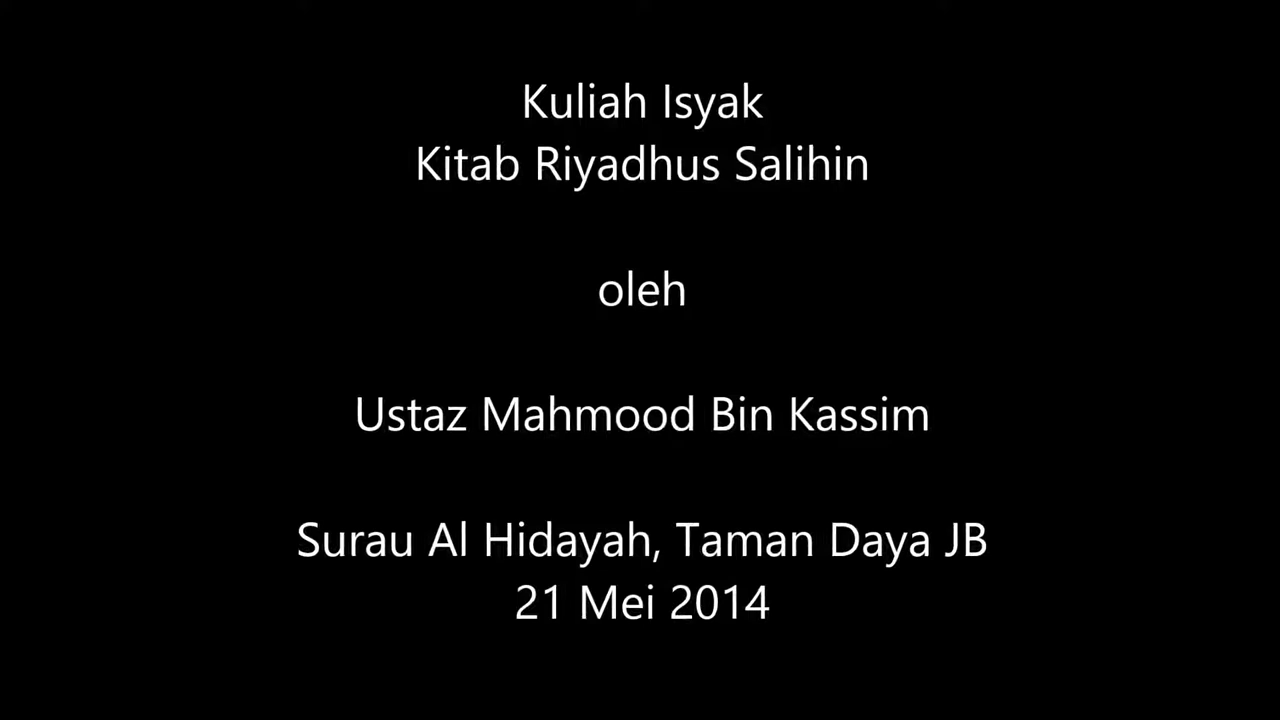 Kuliah Isyak
Kitab Riyadhus Salihin
oleh
Ustaz Mahmood Bin Kassim
Surau Al Hidayah, Taman Daya JB
21 Mei 2014